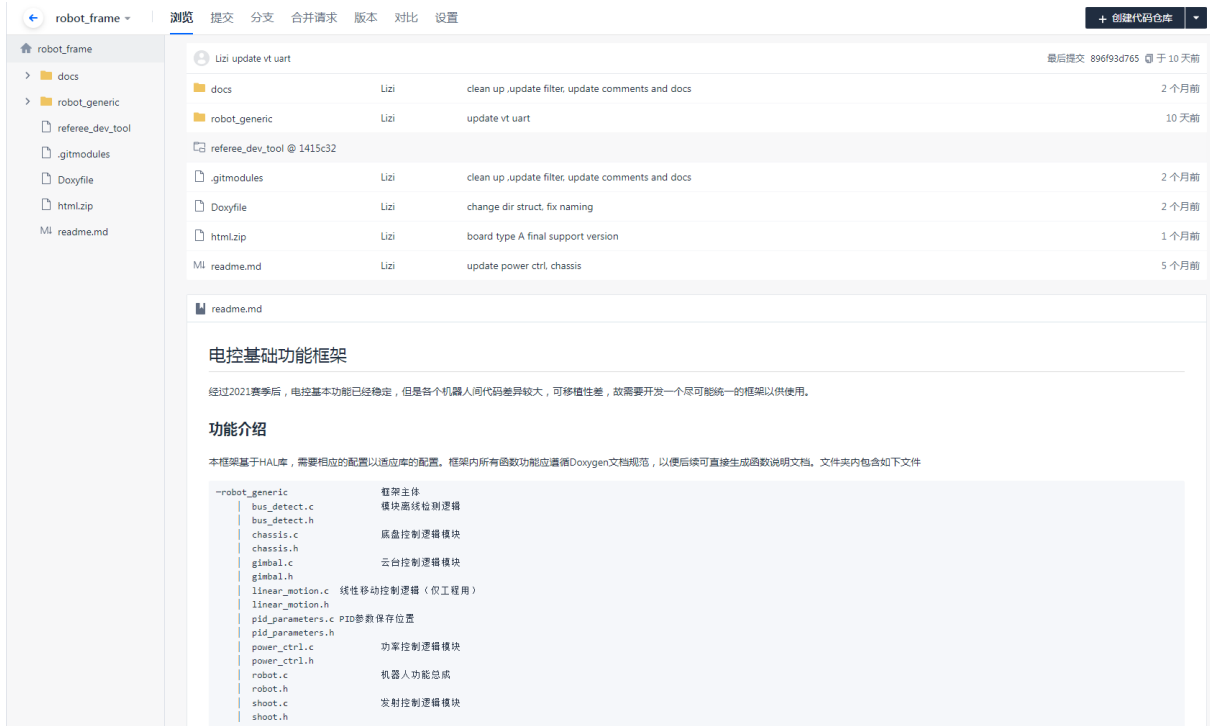 robot_frame 浏览 提交 分支 合并请求 版本 对比 设置 + 创建代码仓库
robot_frame
docs
robot_generic
referee_dev_tool
.gitmodules
Doxyfile
html.zip
M↓ readme.md
Lizi update vt uart 最后提交 896f93d765 于 10 天前
docs Lizi clean up ,update filter, update comments and docs 2 个月前
robot_generic Lizi update vt uart 10 天前
referee_dev_tool @ 1415c32
.gitmodules Lizi clean up ,update filter, update comments and docs 2 个月前
Doxyfile Lizi change dir struct, fix naming 2 个月前
html.zip Lizi board type A final support version 1 个月前
M↓ readme.md Lizi update power ctrl, chassis 5 个月前
readme.md
电控基础功能框架
经过2021赛季后，电控基本功能已经稳定，但是各个机器人间代码差异较大，可移植性差，故需要开发一个尽可能统一的框架以供使用。
功能介绍
本框架基于HAL库，需要相应的配置以适应库的配置。框架内所有函数功能应遵循Doxygen文档规范，以便后续可直接生成函数说明文档。文件夹内包含如下文件
─robot_generic 框架主体
│ bus_detect.c 模块离线检测逻辑
│ bus_detect.h
│ chassis.c 底盘控制逻辑模块
│ chassis.h
│ gimbal.c 云台控制逻辑模块
│ gimbal.h
│ linear_motion.c 线性移动控制逻辑（仅工程用）
│ linear_motion.h
│ pid_parameters.c PID参数保存位置
│ pid_parameters.h
│ power_ctrl.c 功率控制逻辑模块
│ power_ctrl.h
│ robot.c 机器人功能总成
│ robot.h
│ shoot.c 发射控制逻辑模块
│ shoot.h